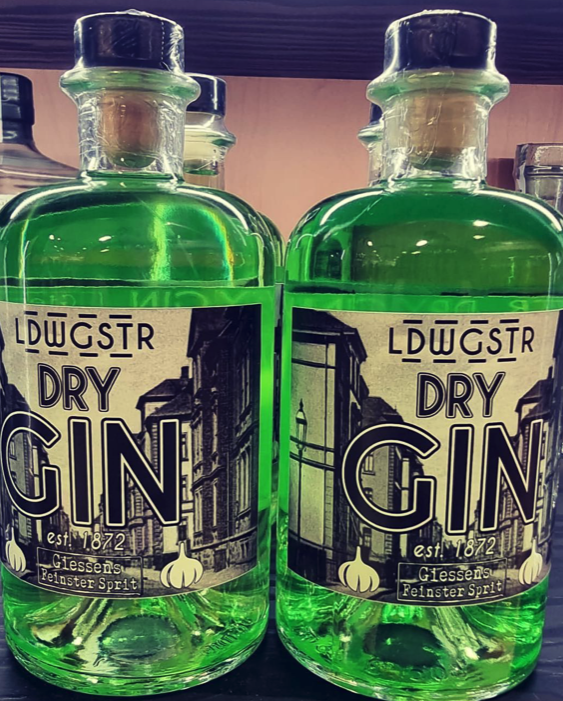 LDWGSTR
DRY
GIN
est. 1872
Giessens
Feinster Sprit
LDWGSTR
DRY
GIN
est. 1872
Giessens
Feinster Sprit